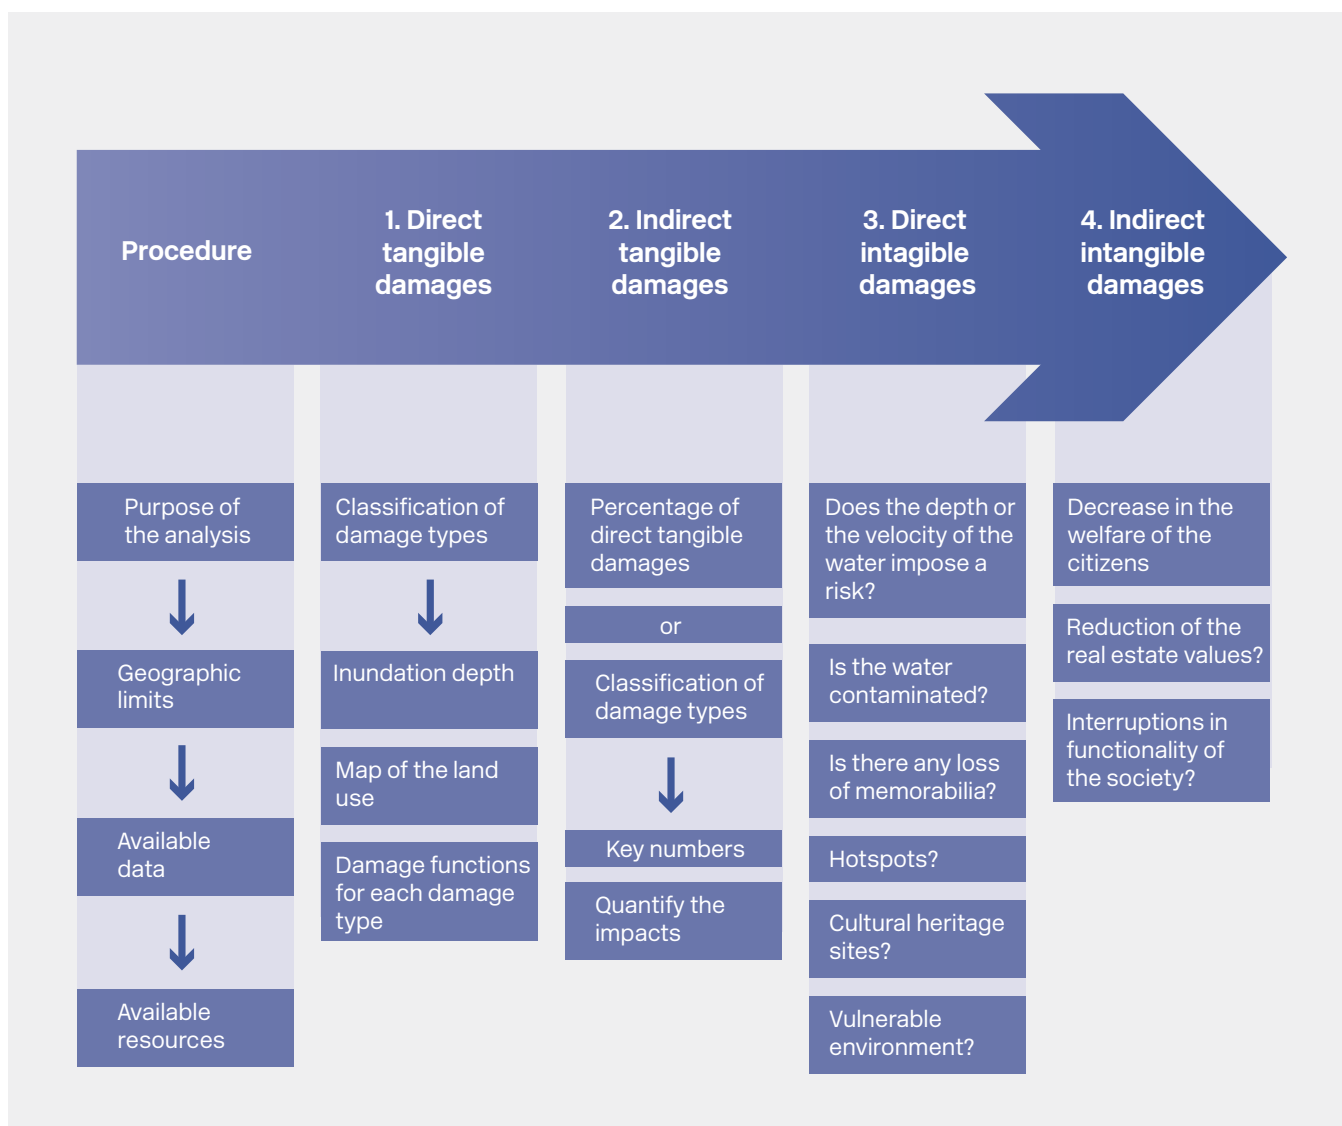 Procedure
1. Direct
tangible
damages
2. Indirect
tangible
damages
3. Direct
intagible
damages
4. Indirect
intangible
damages
Purpose of
the analysis
Geographic
limits
Available
data
Available
resources
Classification of
damage types
Inundation depth
Map of the land
use
Damage functions
for each damage
type
Percentage of
direct tangible
damages
or
Classification of
damage types
Key numbers
Quantify the
impacts
Does the depth or
the velocity of the
water impose a
risk?
Is the water
contaminated?
Is there any loss
of memorabilia?
Hotspots?
Cultural heritage
sites?
Vulnerable
environment?
Decrease in the
welfare of the
citizens
Reduction of the
real estate values?
Interruptions in
functionality of
the society?